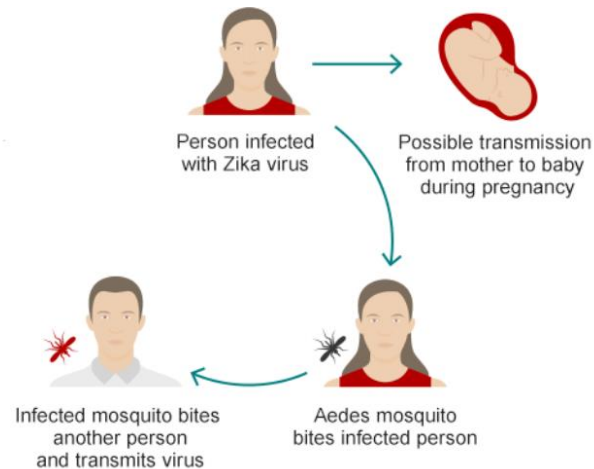 Person infected
with Zika virus
Possible transmission
from mother to baby
during pregnancy
Infected mosquito bites
another person
and transmits virus
Aedes mosquito
bites infected person